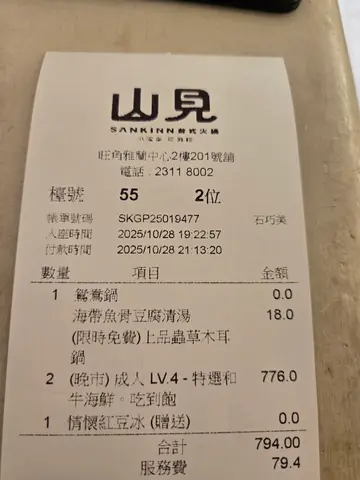 山見
SANKINN 韓式火鍋
旺角雅蘭中心2樓201號舖
電話：2311 8002
檯號 55 2位
帳單號碼 SKGP25019477 石巧美
入座時間 2025/10/28 19:22:57
付款時間 2025/10/28 21:13:20
數量 項目 金額
1 鴛鴦鍋 0.0
海帶魚骨豆腐清湯 18.0
(限時免費)上品蟲草木耳
鍋
2 (晚市) 成人 LV.4 - 特選和 776.0
牛海鮮。吃到飽
1 情懷紅豆冰 (贈送) 0.0
合計 794.00
服務費 79.4